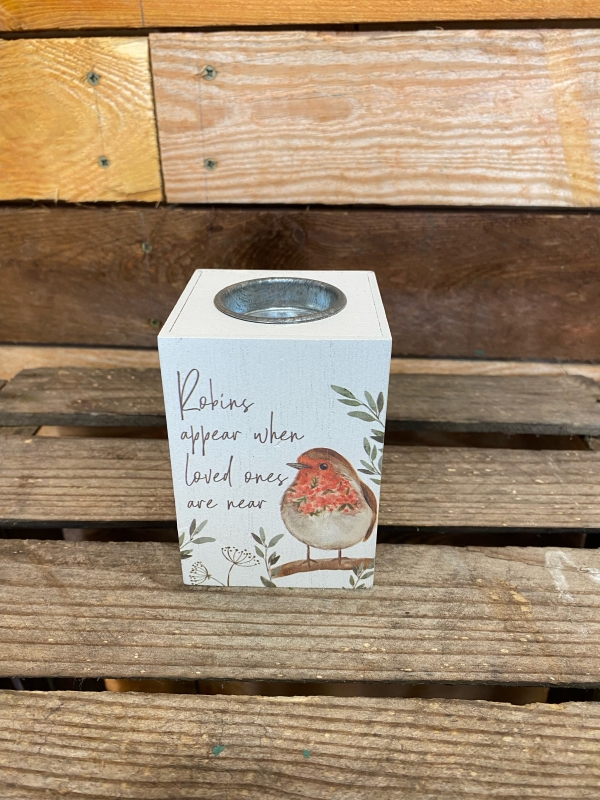 Robins
appear when
loved ones
are near